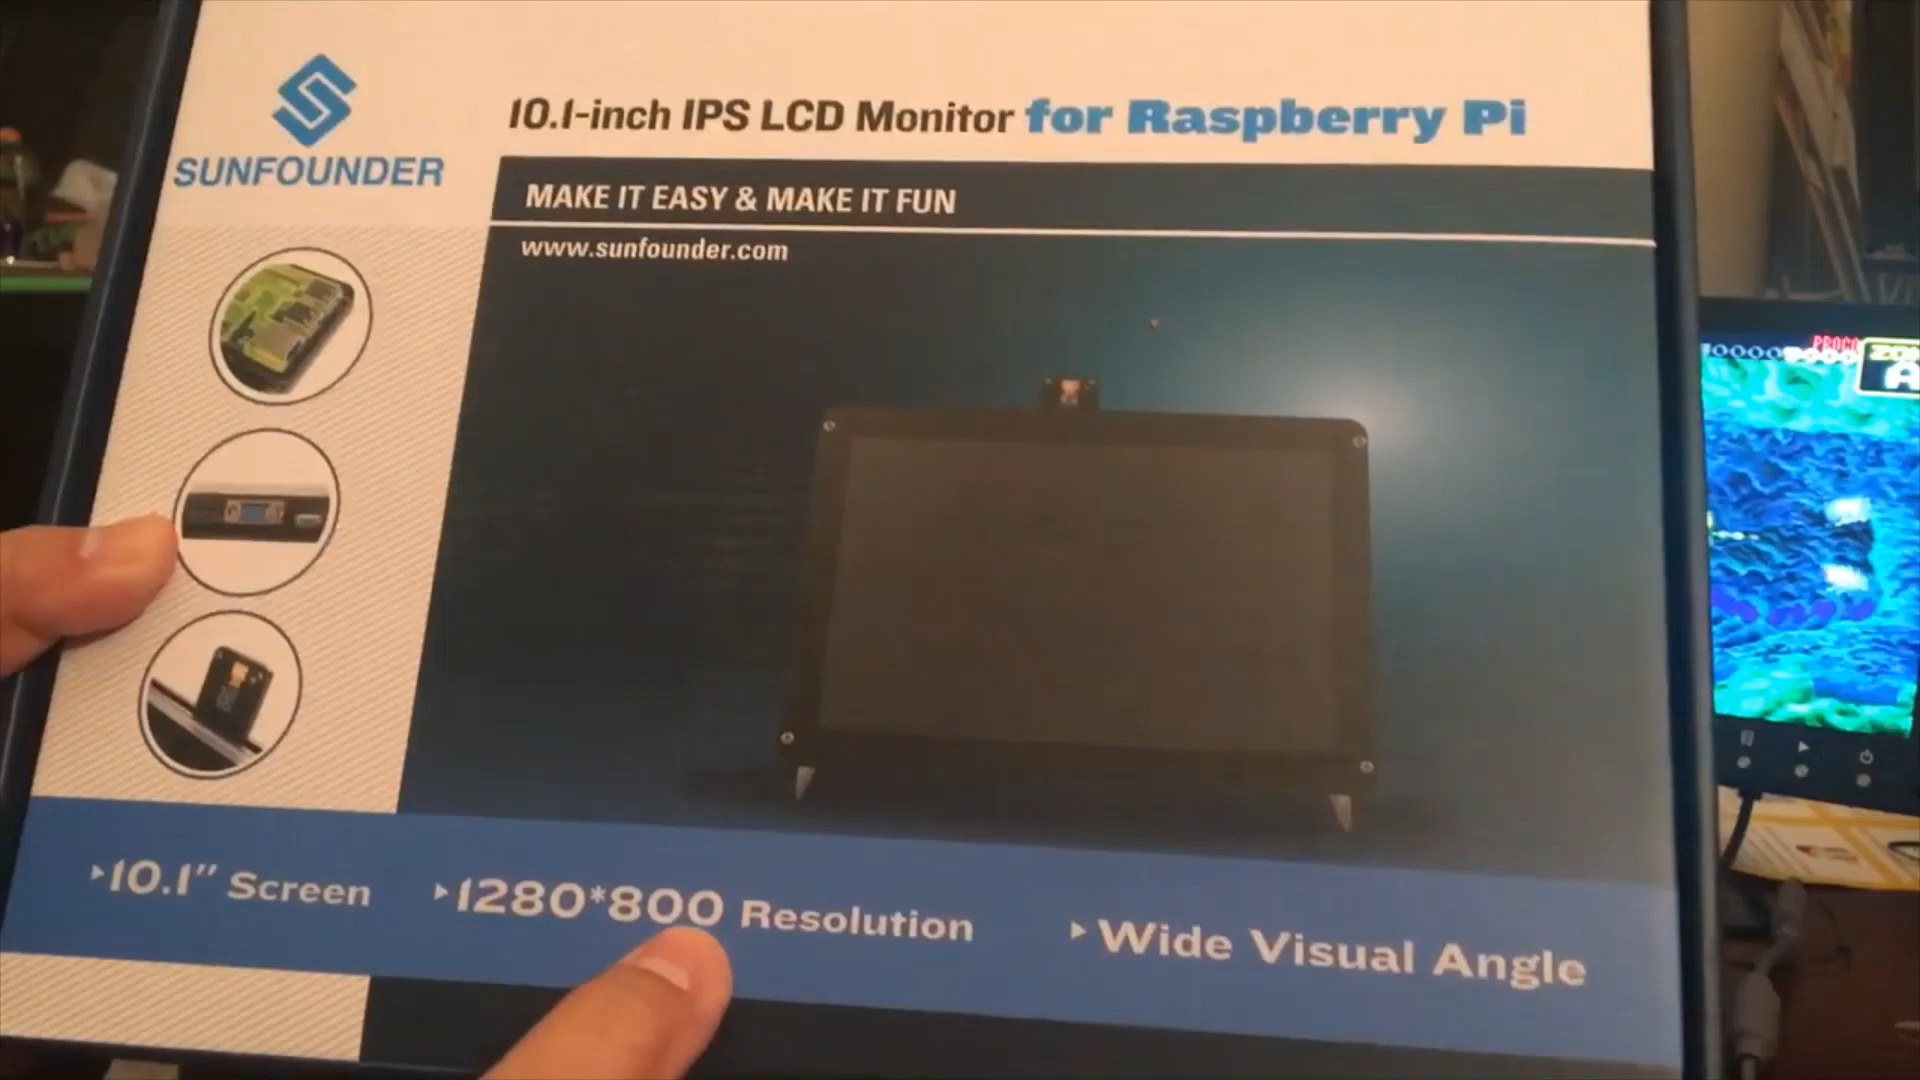 SUNFOUNDER
10.1-inch IPS LCD Monitor for Raspberry Pi
MAKE IT EASY & MAKE IT FUN
www.sunfounder.com
10.1" Screen
1280*800 Resolution
Wide Visual Angle